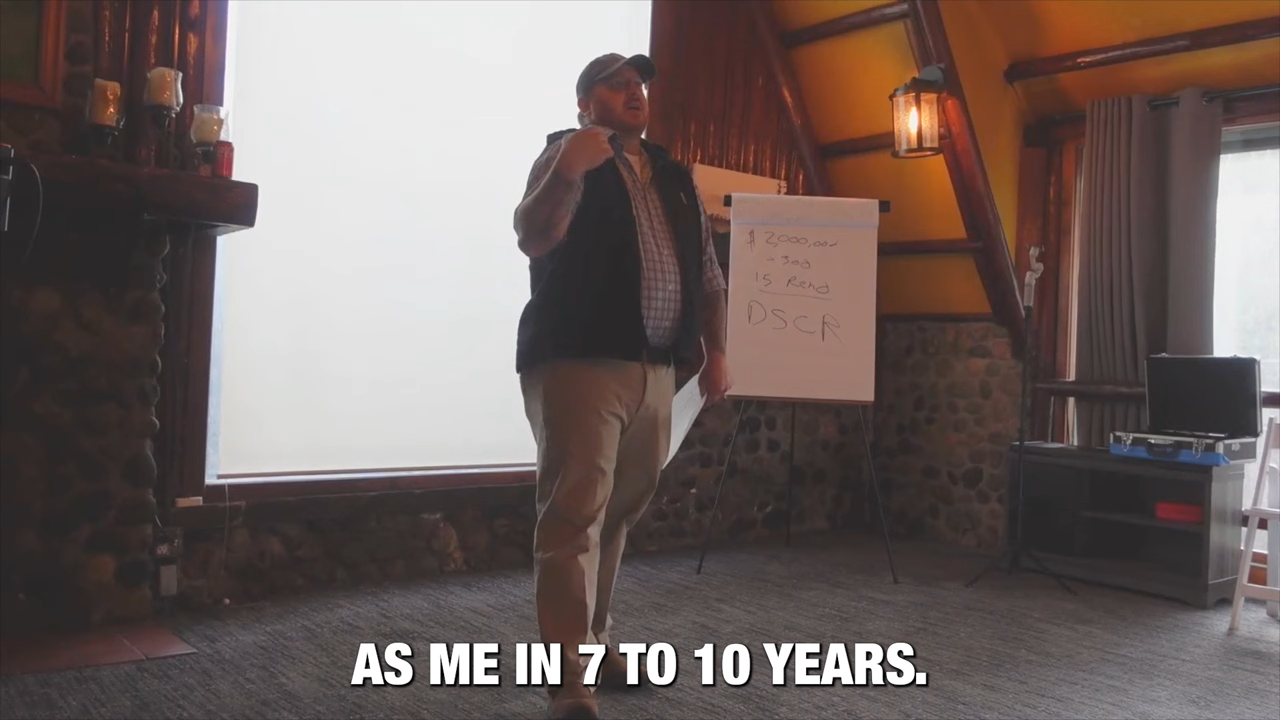 $ 2,000,00
- 300
15 Reno
DSCR
AS ME IN 7 TO 10 YEARS.